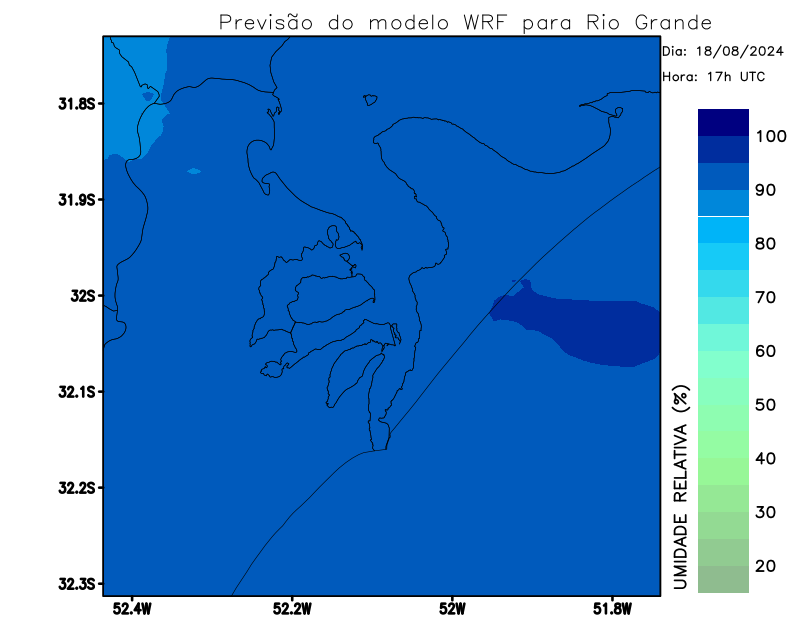 Previsão do modelo WRF para Rio Grande
Dia: 18/08/2024
Hora: 17h UTC
31.8S
31.9S
32S
32.1S
32.2S
32.3S
52.4W
52.2W
52W
51.8W
100
90
80
70
60
50
40
30
20
UMIDADE RELATIVA (%)